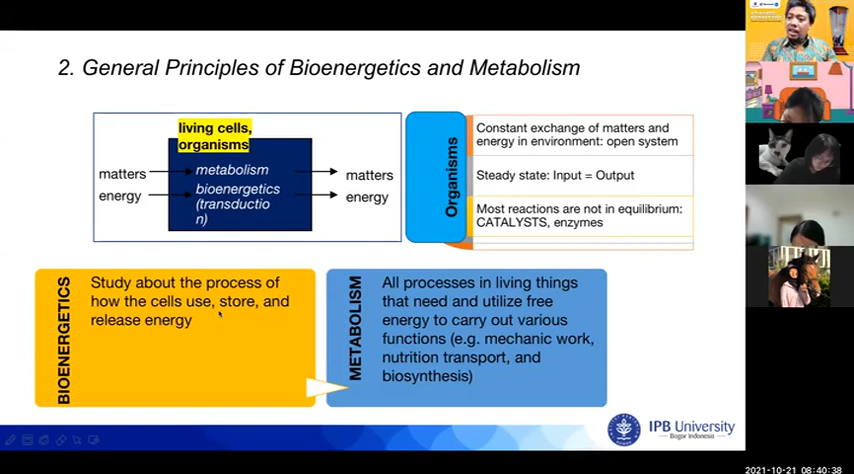 2. General Principles of Bioenergetics and Metabolism
living cells,
organisms
matters
energy
metabolism
bioenergetics
(transductio
n)
matters
energy
Organisms
Constant exchange of matters and
energy in environment: open system
Steady state: Input = Output
Most reactions are not in equilibrium:
CATALYSTS, enzymes
BIOENERGETICS
Study about the process of
how the cells use, store, and
release energy
METABOLISM
All processes in living things
that need and utilize free
energy to carry out various
functions (e.g. mechanic work,
nutrition transport, and
biosynthesis)
IPB University
Bogor Indonesia
2021-10-21 08:40:38